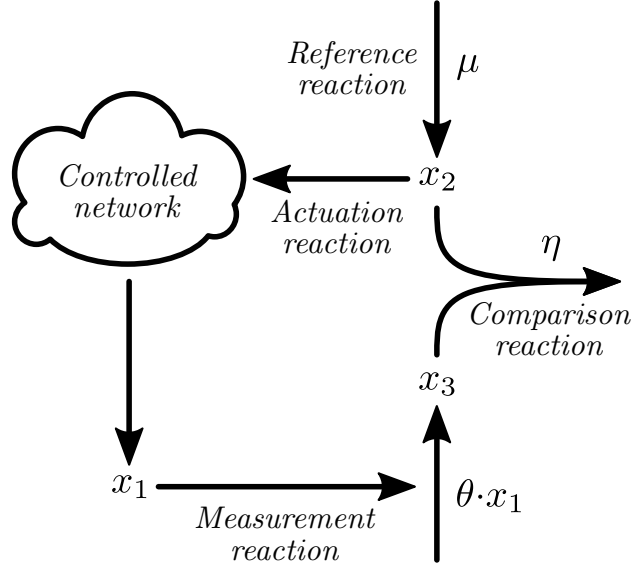 Reference
reaction
μ
x₂
Controlled
network
Actuation
reaction
η
Comparison
reaction
x₃
x₁
θ·x₁
Measurement
reaction